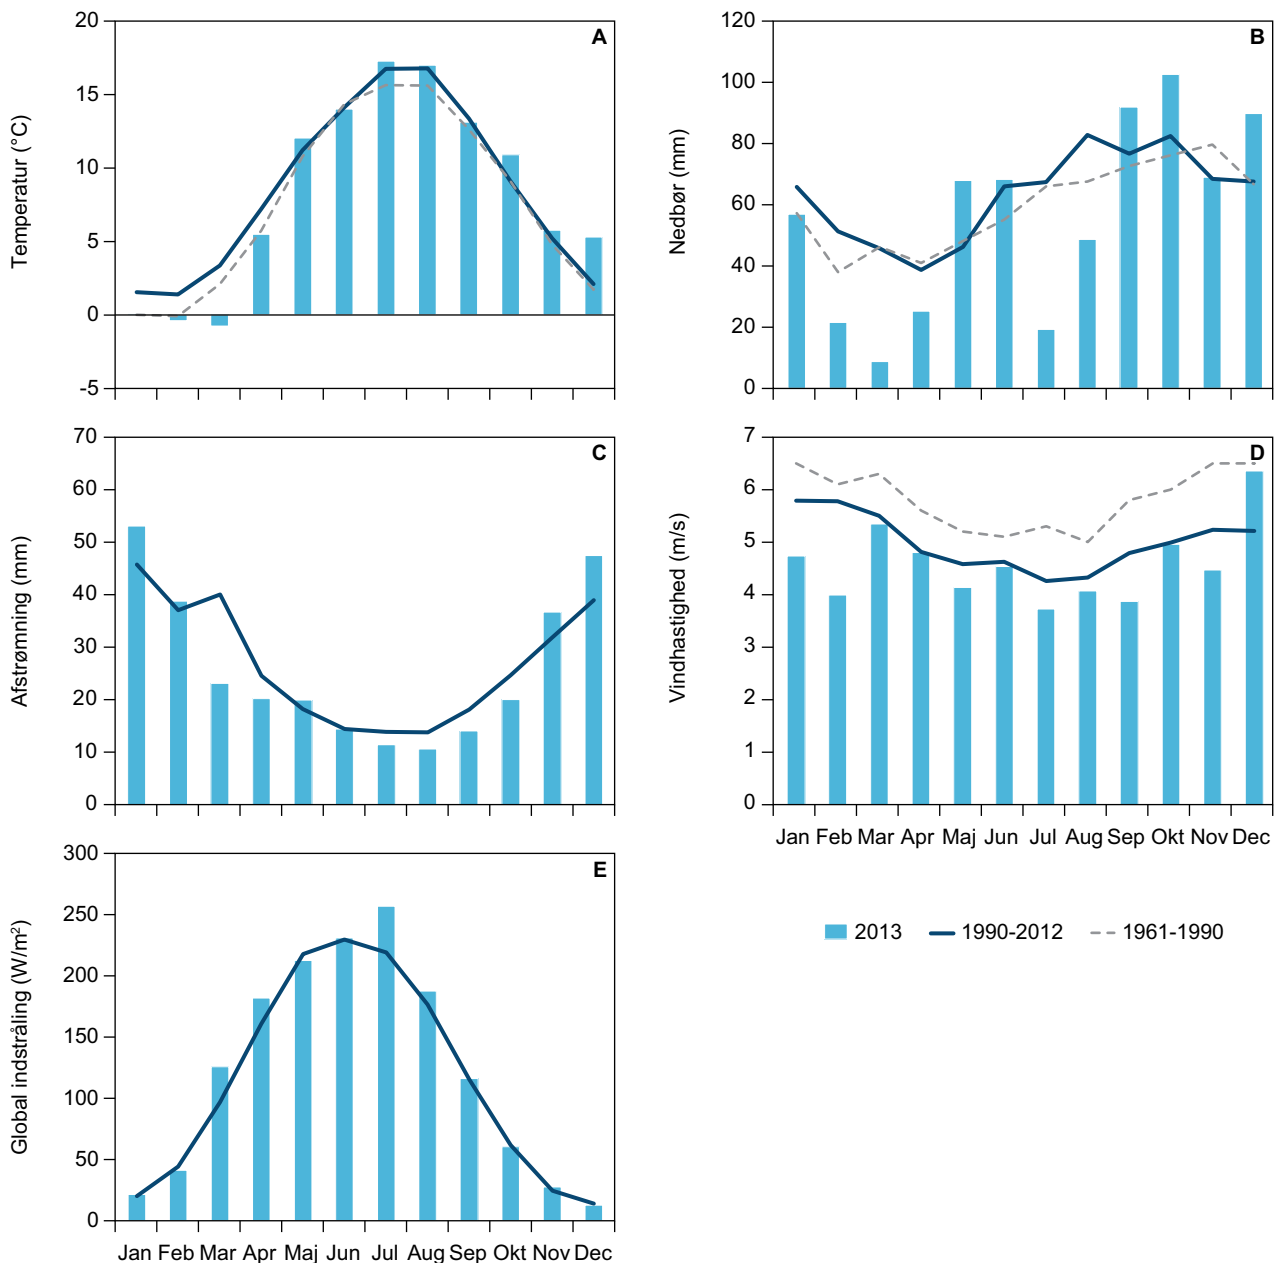 A
Temperatur (°C)
20
15
10
5
0
-5
B
Nedbør (mm)
120
100
80
60
40
20
0
C
Afstrømning (mm)
70
60
50
40
30
20
10
0
D
Vindhastighed (m/s)
7
6
5
4
3
2
1
0
Jan Feb Mar Apr Maj Jun Jul Aug Sep Okt Nov Dec
E
Global indstråling (W/m²)
300
250
200
150
100
50
0
Jan Feb Mar Apr Maj Jun Jul Aug Sep Okt Nov Dec
2013 1990-2012 1961-1990